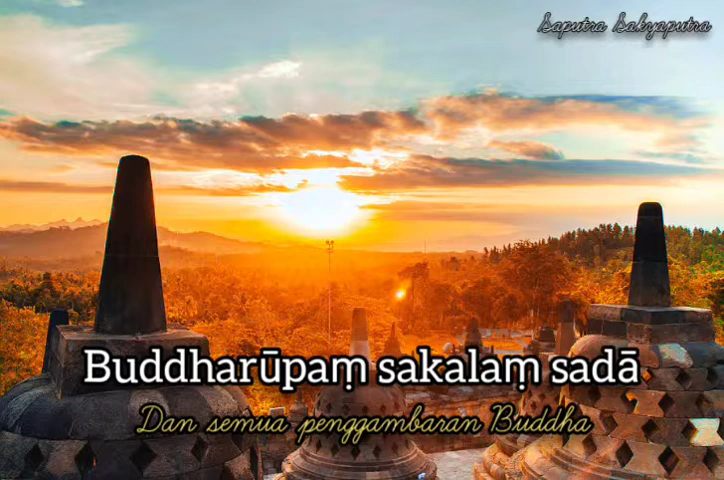 Saputra Sakyaputra
Buddharūpaṃ sakalaṃ sadā
Dan semua penggambaran Buddha